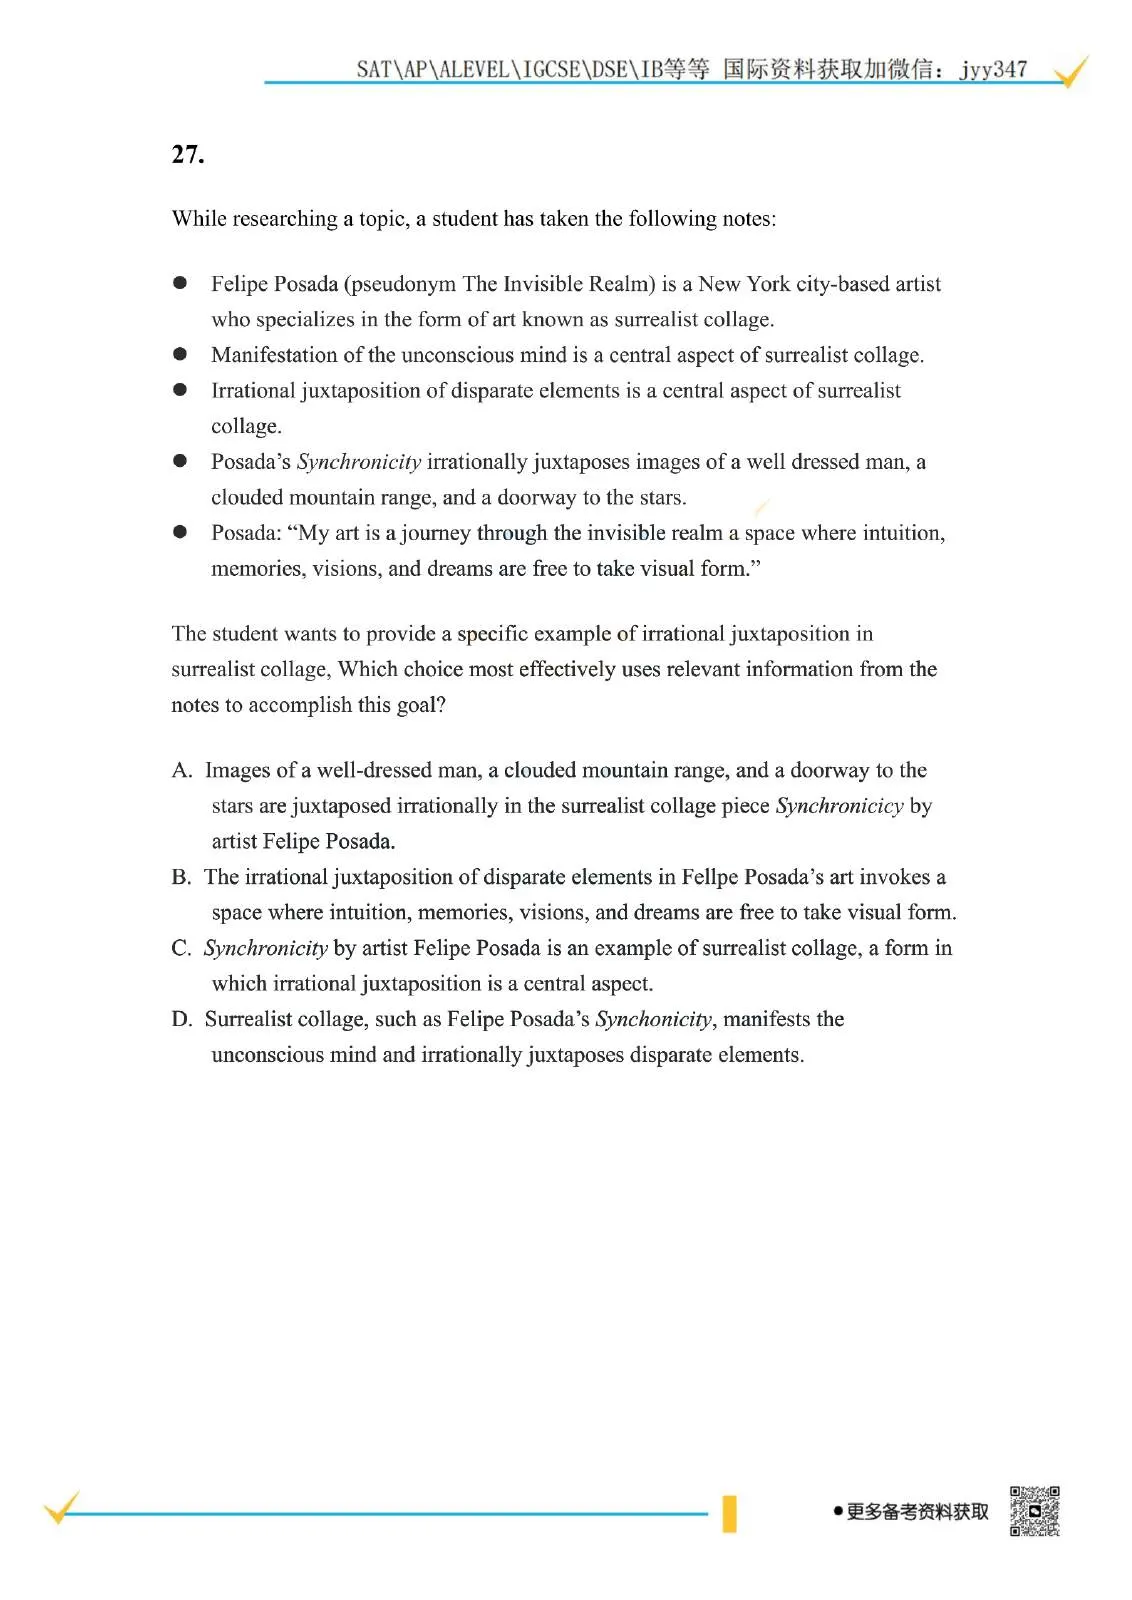 SAT\AP\ALEVEL\IGCSE\DSE\IB等等 国际资料获取加微信：jyy347
27.
While researching a topic, a student has taken the following notes:
● Felipe Posada (pseudonym The Invisible Realm) is a New York city-based artist
who specializes in the form of art known as surrealist collage.
● Manifestation of the unconscious mind is a central aspect of surrealist collage.
● Irrational juxtaposition of disparate elements is a central aspect of surrealist
collage.
● Posada’s Synchronicity irrationally juxtaposes images of a well dressed man, a
clouded mountain range, and a doorway to the stars.
● Posada: “My art is a journey through the invisible realm a space where intuition,
memories, visions, and dreams are free to take visual form.”
The student wants to provide a specific example of irrational juxtaposition in
surrealist collage, Which choice most effectively uses relevant information from the
notes to accomplish this goal?
A. Images of a well-dressed man, a clouded mountain range, and a doorway to the
stars are juxtaposed irrationally in the surrealist collage piece Synchronicicy by
artist Felipe Posada.
B. The irrational juxtaposition of disparate elements in Fellpe Posada’s art invokes a
space where intuition, memories, visions, and dreams are free to take visual form.
C. Synchronicity by artist Felipe Posada is an example of surrealist collage, a form in
which irrational juxtaposition is a central aspect.
D. Surrealist collage, such as Felipe Posada’s Synchonicity, manifests the
unconscious mind and irrationally juxtaposes disparate elements.
●更多备考资料获取